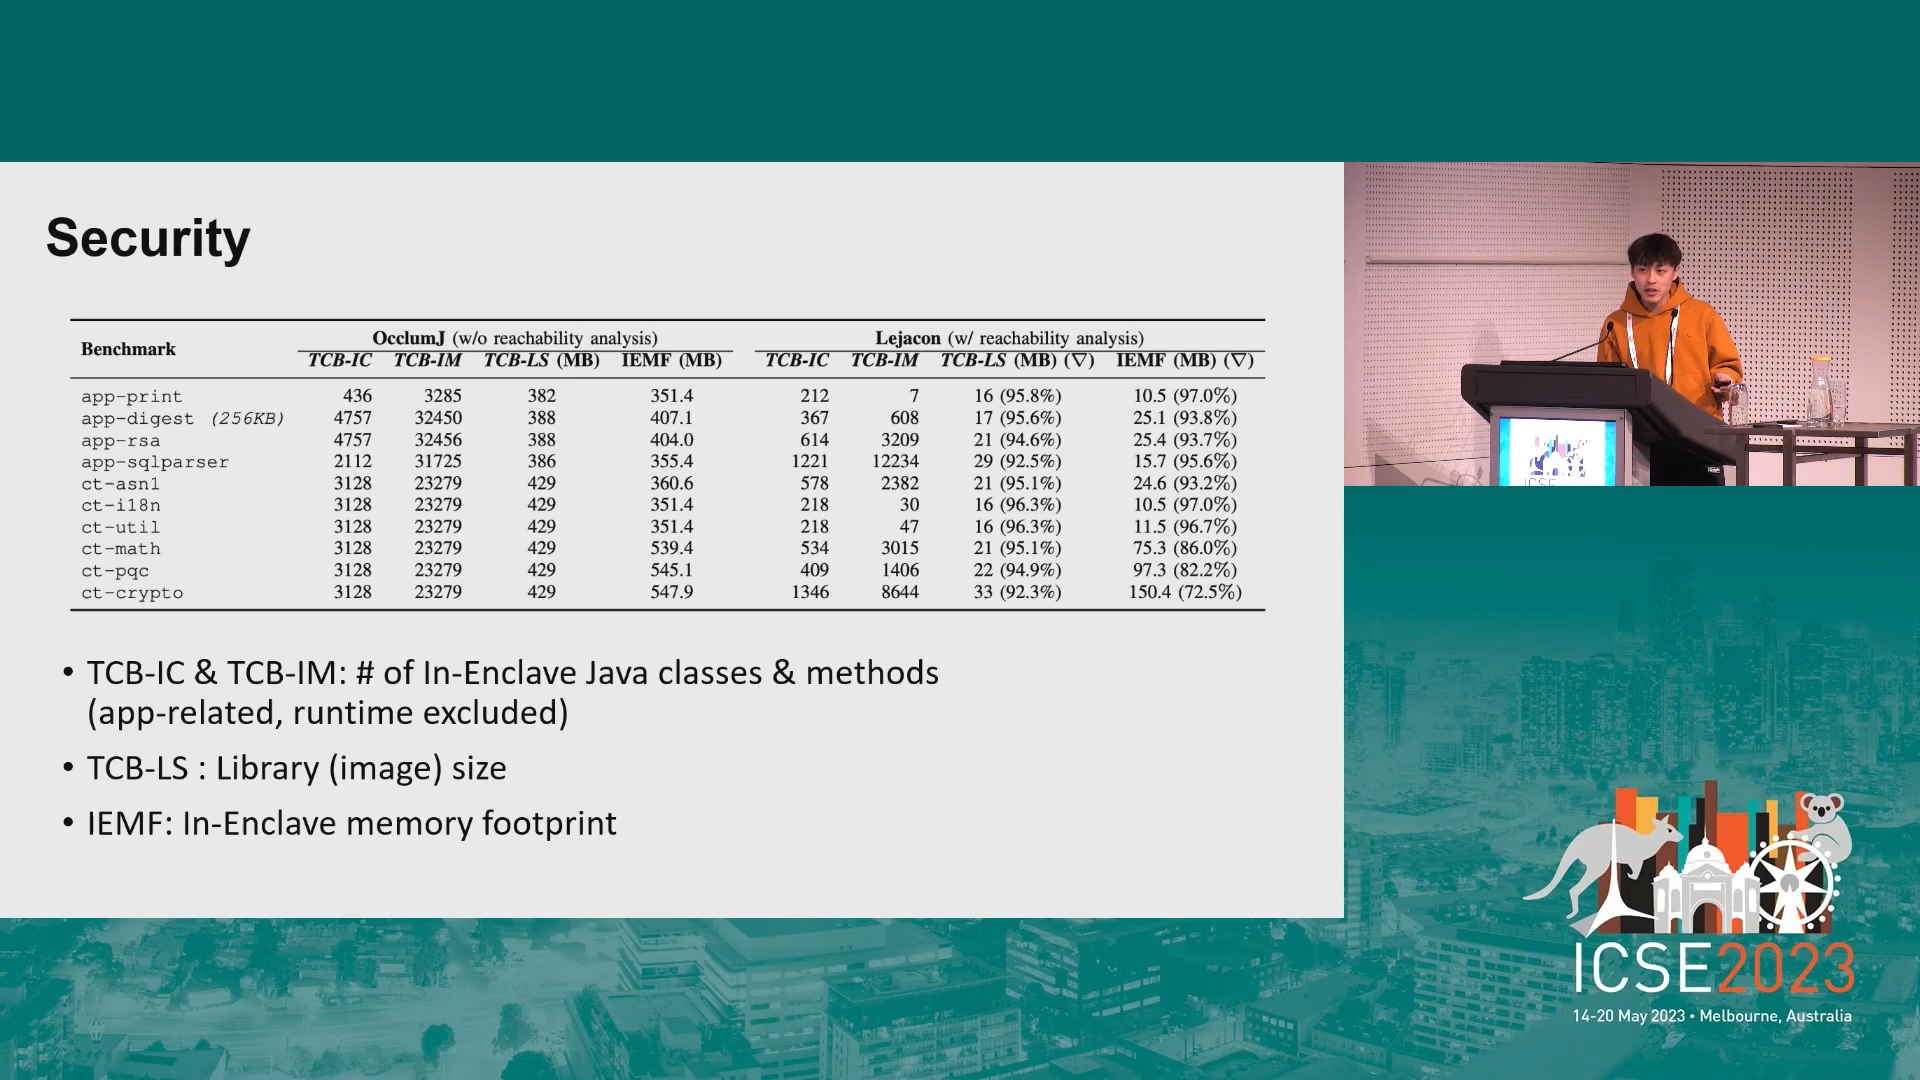 Security
OcclumJ (w/o reachability analysis) Lejacon (w/ reachability analysis)
Benchmark
TCB-IC TCB-IM TCB-LS (MB) IEMF (MB) TCB-IC TCB-IM TCB-LS (MB) (▽) IEMF (MB) (▽)
app-print 436 3285 382 351.4 212 7 16 (95.8%) 10.5 (97.0%)
app-digest (256KB) 4757 32450 388 407.1 367 608 17 (95.6%) 25.1 (93.8%)
app-rsa 4757 32456 388 404.0 614 3209 21 (94.6%) 25.4 (93.7%)
app-sqlparser 2112 31725 386 355.4 1221 12234 29 (92.5%) 15.7 (95.6%)
ct-asn1 3128 23279 429 360.6 578 2382 21 (95.1%) 24.6 (93.2%)
ct-i18n 3128 23279 429 351.4 218 30 16 (96.3%) 10.5 (97.0%)
ct-util 3128 23279 429 351.4 218 47 16 (96.3%) 11.5 (96.7%)
ct-math 3128 23279 429 539.4 534 3015 21 (95.1%) 75.3 (86.0%)
ct-pqc 3128 23279 429 545.1 409 1406 22 (94.9%) 97.3 (82.2%)
ct-crypto 3128 23279 429 547.9 1346 8644 33 (92.3%) 150.4 (72.5%)
• TCB-IC & TCB-IM: # of In-Enclave Java classes & methods
(app-related, runtime excluded)
• TCB-LS : Library (image) size
• IEMF: In-Enclave memory footprint
ICSE
ICSE2023
14-20 May 2023 • Melbourne, Australia